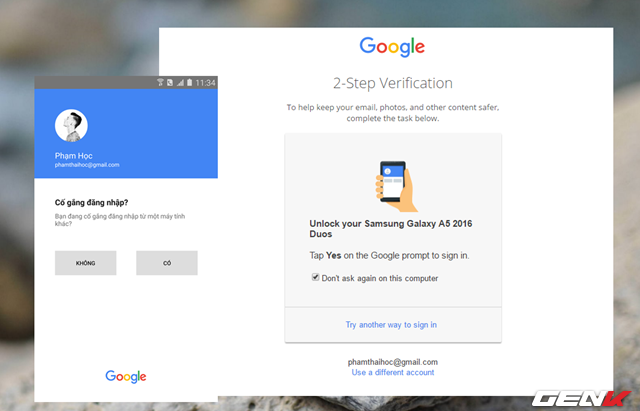 11:34
Phạm Học
phamthaihoc@gmail.com
Cố gắng đăng nhập?
Bạn đang cố gắng đăng nhập từ một máy tính
khác?
KHÔNG
CÓ
Google
Google
2-Step Verification
To help keep your email, photos, and other content safer,
complete the task below.
Unlock your Samsung Galaxy A5 2016
Duos
Tap Yes on the Google prompt to sign in.
Don't ask again on this computer
Try another way to sign in
phamthaihoc@gmail.com
Use a different account
GENK